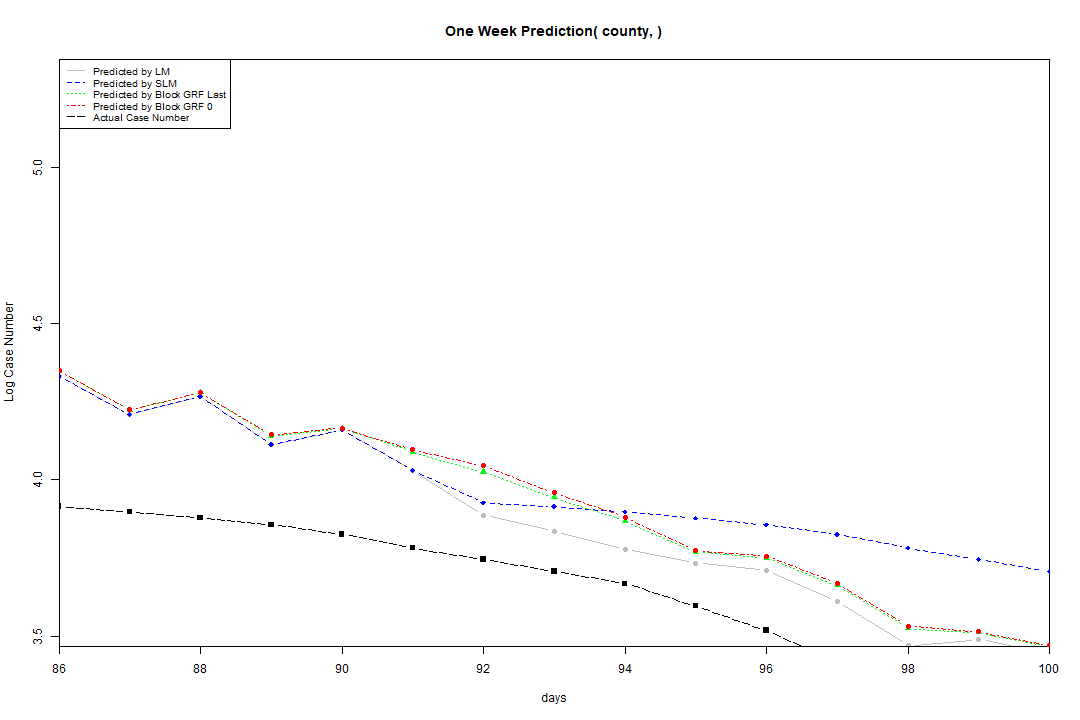 One Week Prediction( county, )
Predicted by LM
Predicted by SLM
Predicted by Block GRF Last
Predicted by Block GRF 0
Actual Case Number
5.0
4.5
4.0
3.5
Log Case Number
86 88 90 92 94 96 98 100
days